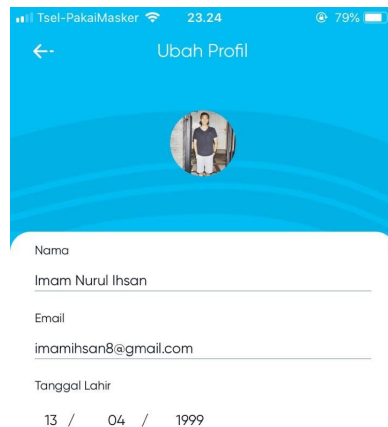 Tsel-PakaiMasker 23.24 79%
Ubah Profil
Nama
Imam Nurul Ihsan
Email
imamihsan8@gmail.com
Tanggal Lahir
13 / 04 / 1999